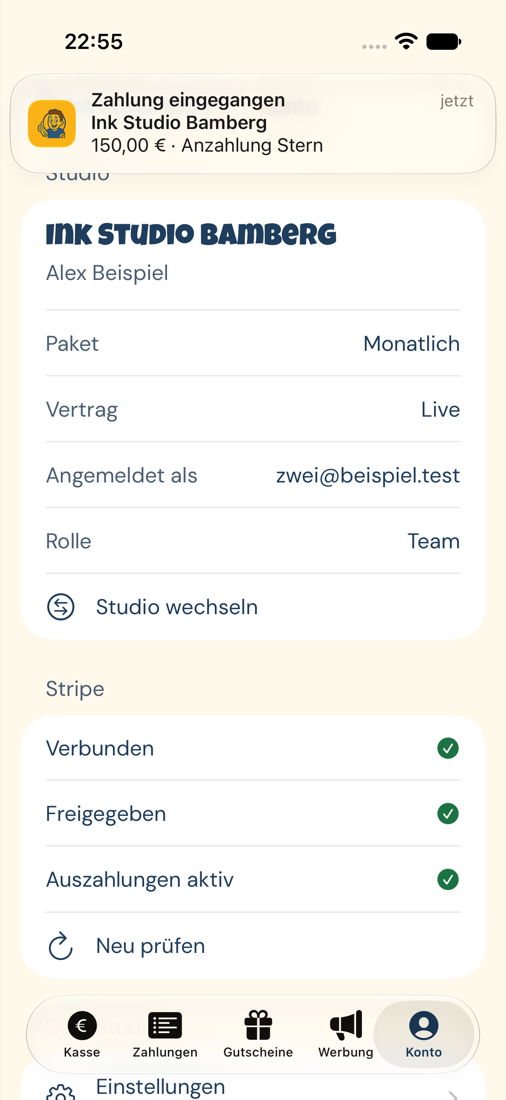 22:55
Zahlung eingegangen
jetzt
Ink Studio Bamberg
150,00 € · Anzahlung Stern
Studio
Ink Studio Bamberg
Alex Beispiel
Paket Monatlich
Vertrag Live
Angemeldet als zwei@beispiel.test
Rolle Team
Studio wechseln
Stripe
Verbunden
Freigegeben
Auszahlungen aktiv
Neu prüfen
Kasse Zahlungen Gutscheine Werbung Konto
Einstellungen